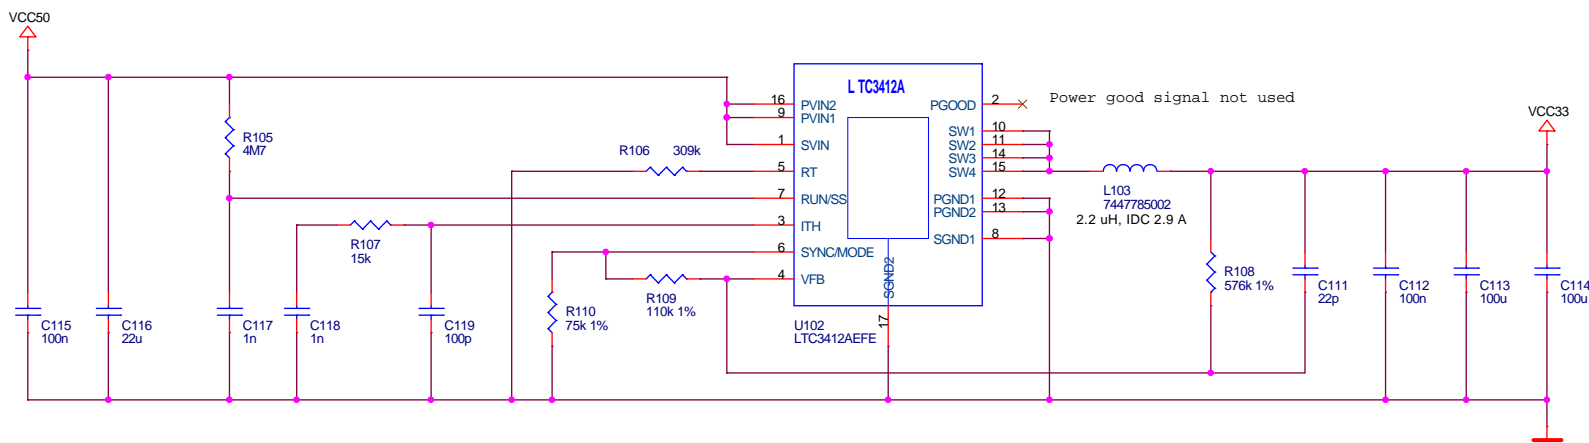 VCC50
L TC3412A
16 PVIN2
9 PVIN1
1 SVIN
5 RT
7 RUN/SS
3 ITH
6 SYNC/MODE
4 VFB
PGOOD 2
SW1 10
SW2 11
SW3 14
SW4 15
PGND1 12
PGND2 13
SGND1 8
SGND2
17
U102
LTC3412AEFE
Power good signal not used
VCC33
R105
4M7
R106 309k
R107
15k
R109
110k 1%
R110
75k 1%
L103
7447785002
2.2 uH, IDC 2.9 A
R108
576k 1%
C111
22p
C112
100n
C113
100u
C114
100u
C115
100n
C116
22u
C117
1n
C118
1n
C119
100p